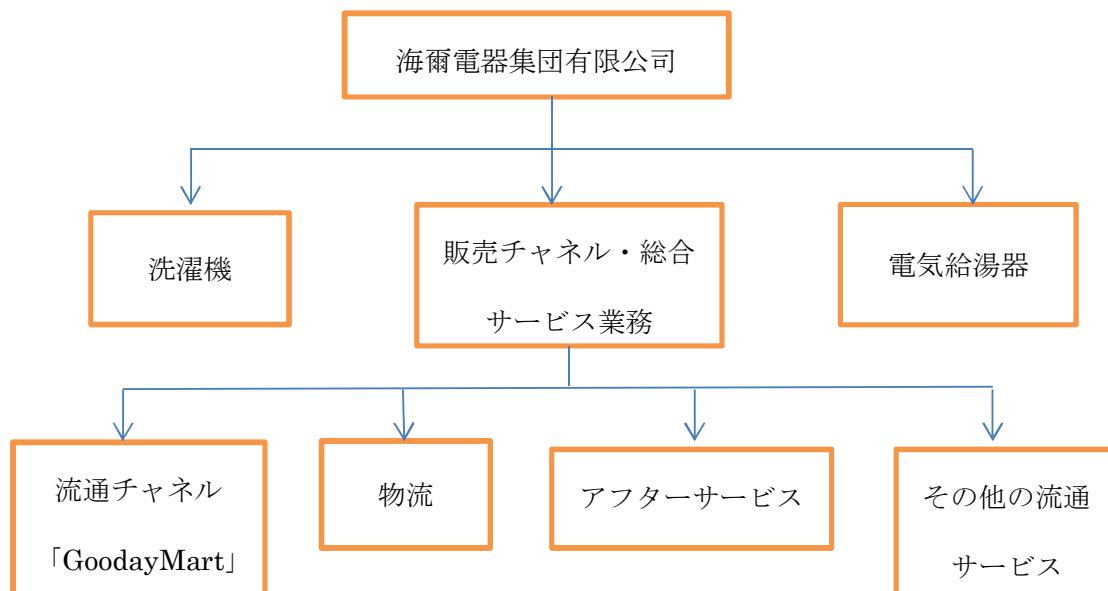 海爾電器集団有限公司
洗濯機
販売チャネル・総合
サービス業務
電気給湯器
流通チャネル
「GoodayMart」
物流
アフターサービス
その他の流通
サービス